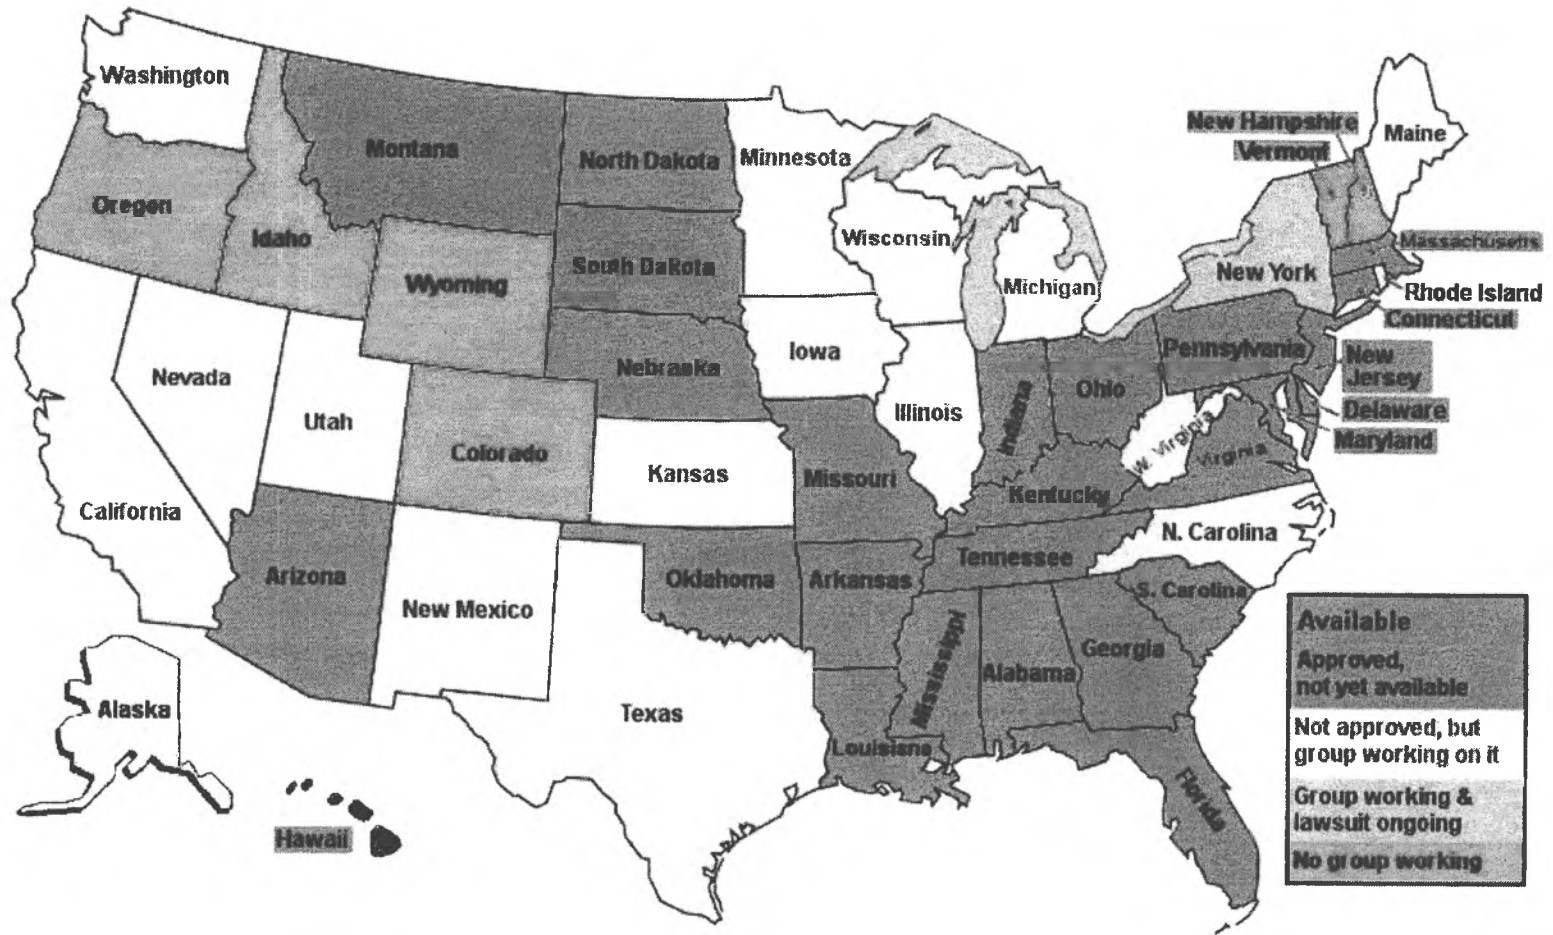 Washington
Montana
North Dakota
Minnesota
New Hampshire
Vermont
Maine
Oregon
Idaho
Wyoming
South Dakota
Wisconsin
Michigan
New York
Massachusetts
Rhode Island
Connecticut
Nevada
Utah
Colorado
Nebraska
Iowa
Illinois
Indiana
Ohio
Pennsylvania
New
Jersey
Delaware
Maryland
California
Kansas
Missouri
Kentucky
W. Virginia
Virginia
N. Carolina
Arizona
New Mexico
Oklahoma
Arkansas
Tennessee
S. Carolina
Mississippi
Alabama
Georgia
Alaska
Hawaii
Texas
Louisiana
Florida
Available
Approved,
not yet available
Not approved, but
group working on it
Group working &
lawsuit ongoing
No group working